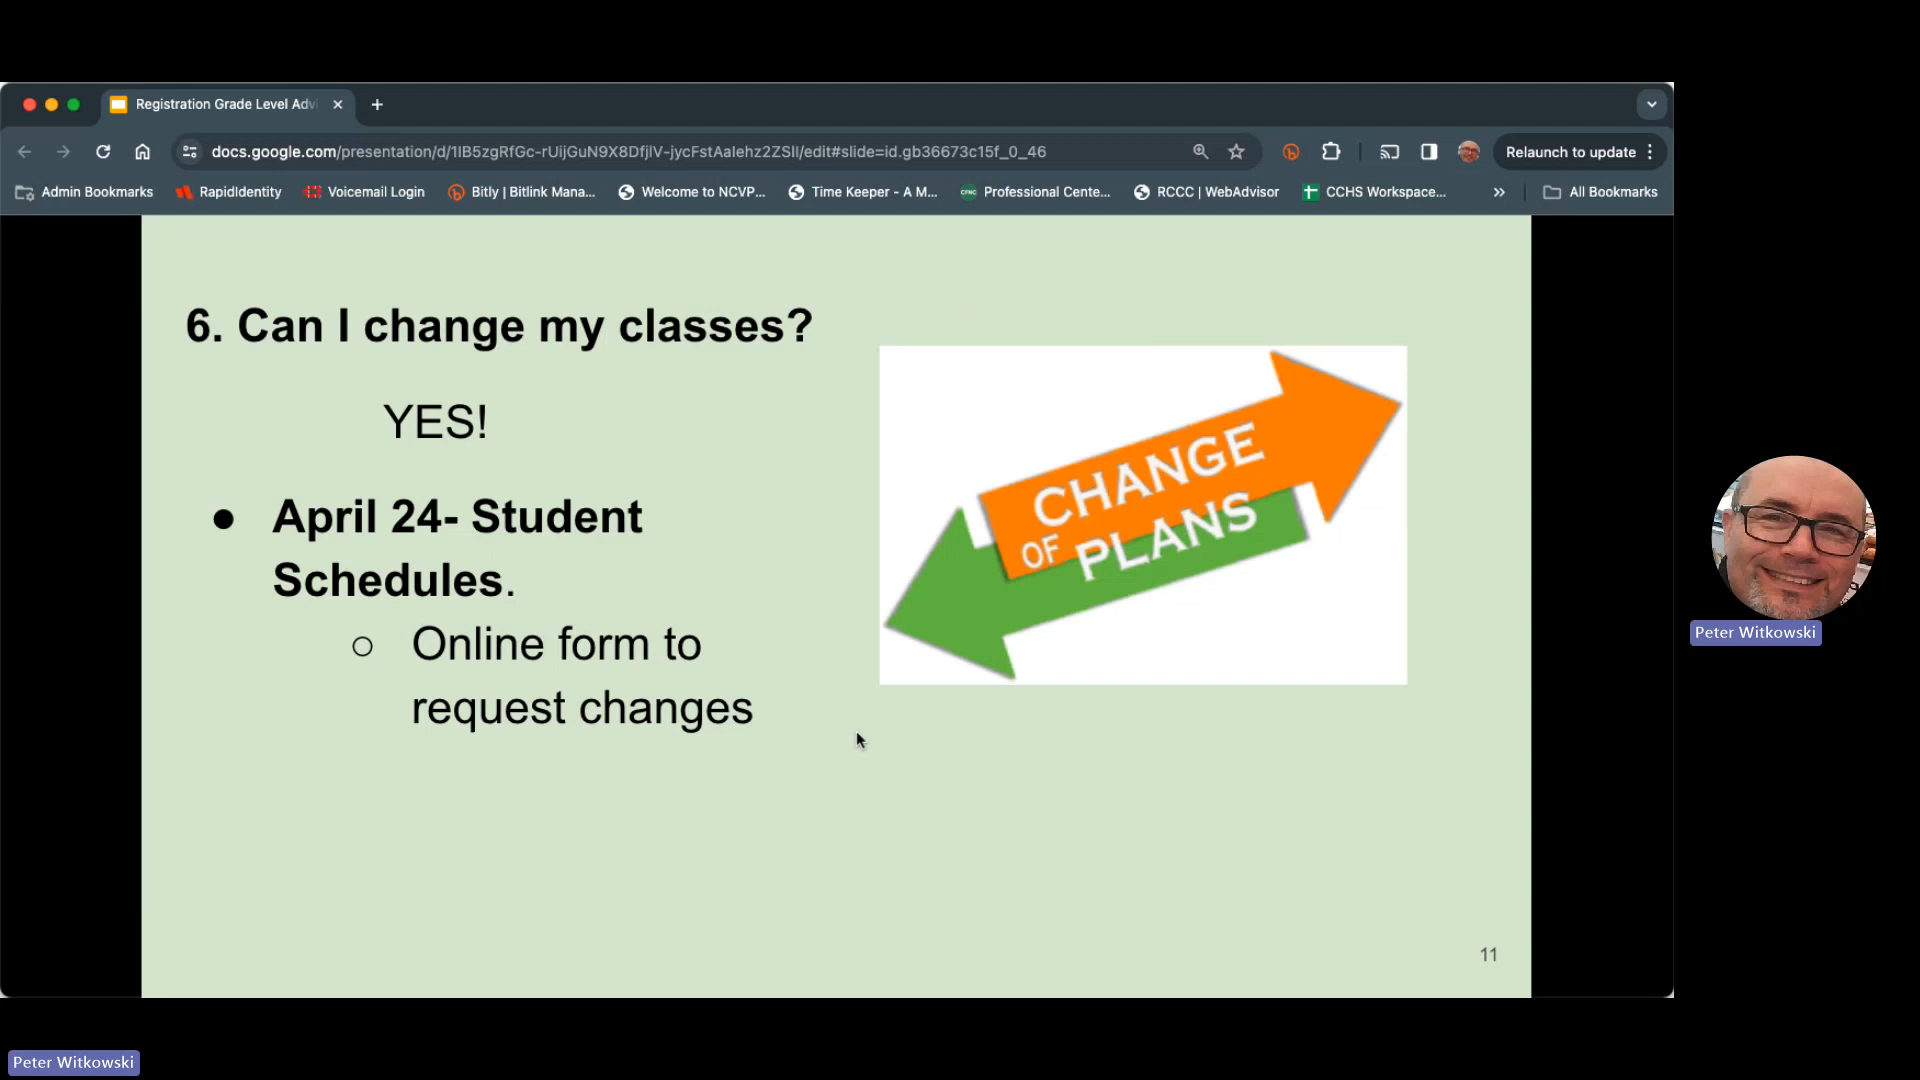 Registration Grade Level Advi
docs.google.com/presentation/d/1IB5zgRfGc-rUijGuN9X8DfjlV-jycFstAalehz2ZSlI/edit#slide=id.gb36673c15f_0_46
Relaunch to update
Admin Bookmarks
RapidIdentity
Voicemail Login
Bitly | Bitlink Mana...
Welcome to NCVP...
Time Keeper - A M...
CFNC
Professional Cente...
RCCC | WebAdvisor
CCHS Workspace...
All Bookmarks
6. Can I change my classes?
YES!
● April 24- Student
Schedules.
○ Online form to
request changes
CHANGE
OF PLANS
11
Peter Witkowski
Peter Witkowski